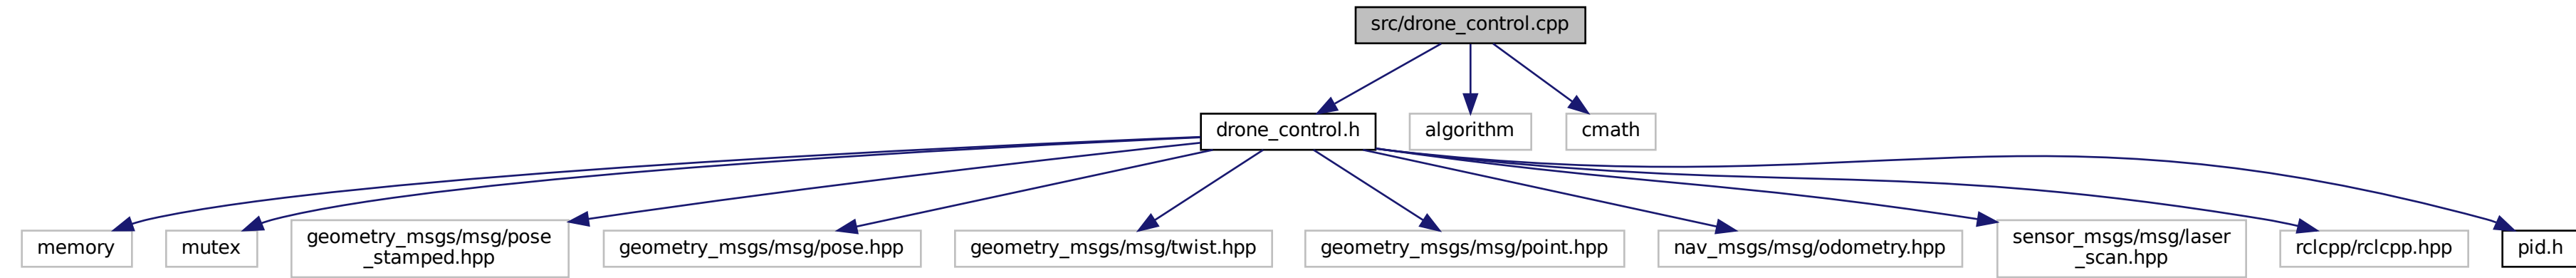 src/drone_control.cpp
drone_control.h
algorithm
cmath
memory
mutex
geometry_msgs/msg/pose
_stamped.hpp
geometry_msgs/msg/pose.hpp
geometry_msgs/msg/twist.hpp
geometry_msgs/msg/point.hpp
nav_msgs/msg/odometry.hpp
sensor_msgs/msg/laser
_scan.hpp
rclcpp/rclcpp.hpp
pid.h